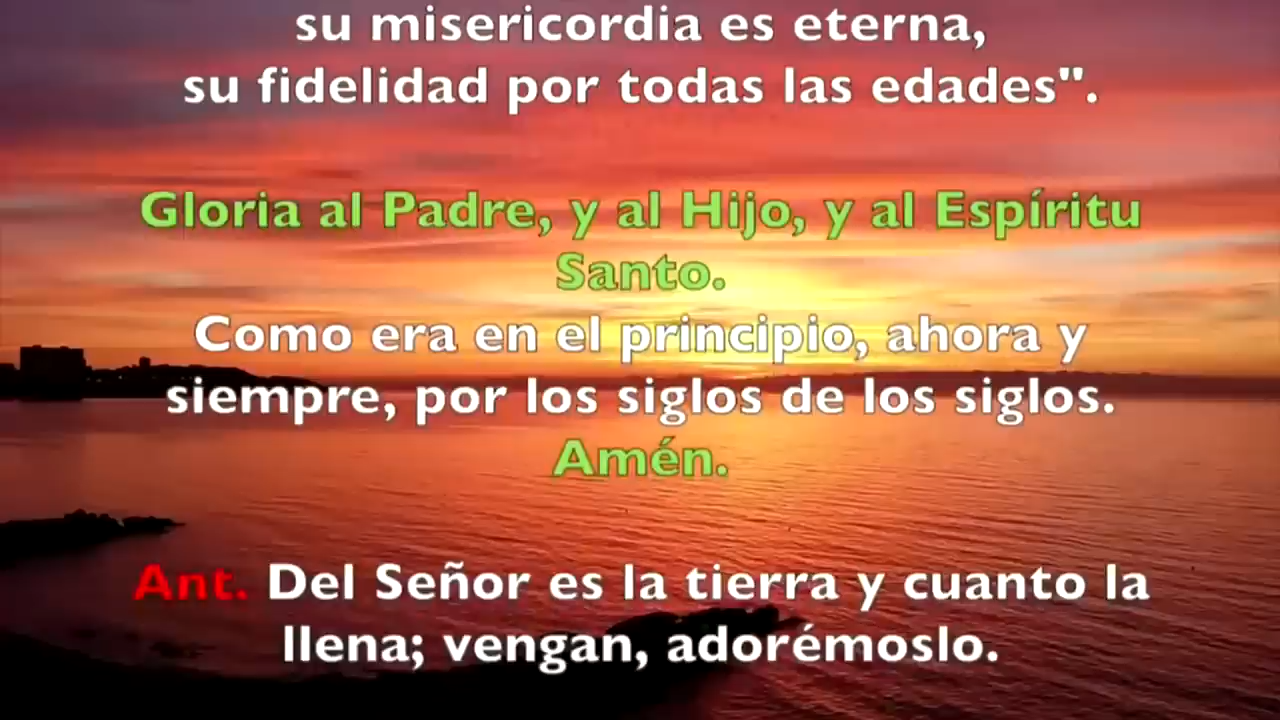 su misericordia es eterna,
su fidelidad por todas las edades".
Gloria al Padre, y al Hijo, y al Espíritu
Santo.
Como era en el principio, ahora y
siempre, por los siglos de los siglos.
Amén.
Ant. Del Señor es la tierra y cuanto la
llena; vengan, adorémoslo.